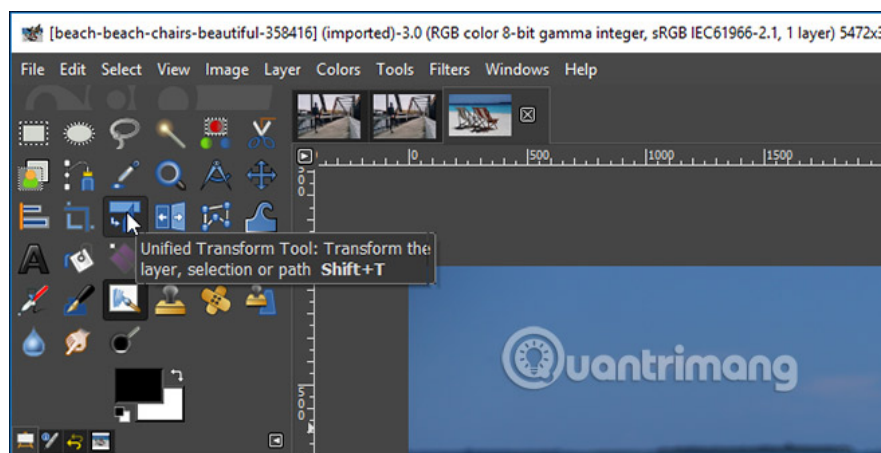 [beach-beach-chairs-beautiful-358416] (imported)-3.0 (RGB color 8-bit gamma integer, sRGB IEC61966-2.1, 1 layer) 5472x3
File Edit Select View Image Layer Colors Tools Filters Windows Help
0 500 1000 1500
Unified Transform Tool: Transform the
layer, selection or path Shift+T
Quantrimang
500